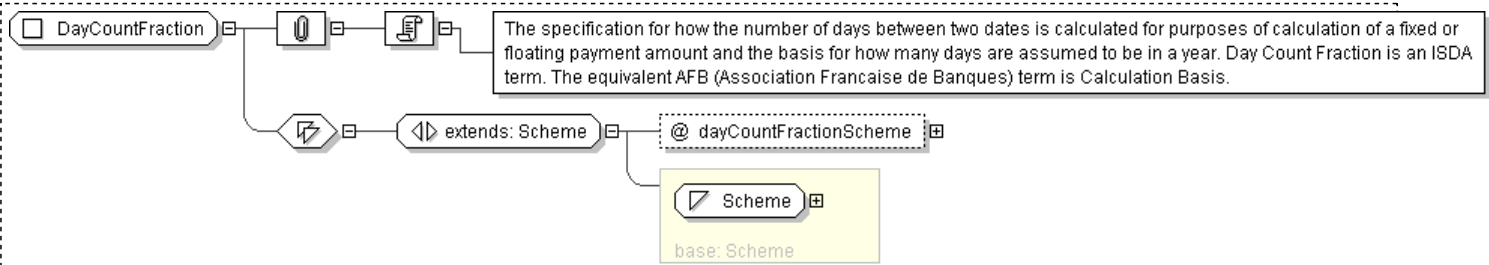 DayCountFraction
The specification for how the number of days between two dates is calculated for purposes of calculation of a fixed or
floating payment amount and the basis for how many days are assumed to be in a year. Day Count Fraction is an ISDA
term. The equivalent AFB (Association Francaise de Banques) term is Calculation Basis.
extends: Scheme
@ dayCountFractionScheme
Scheme
base: Scheme